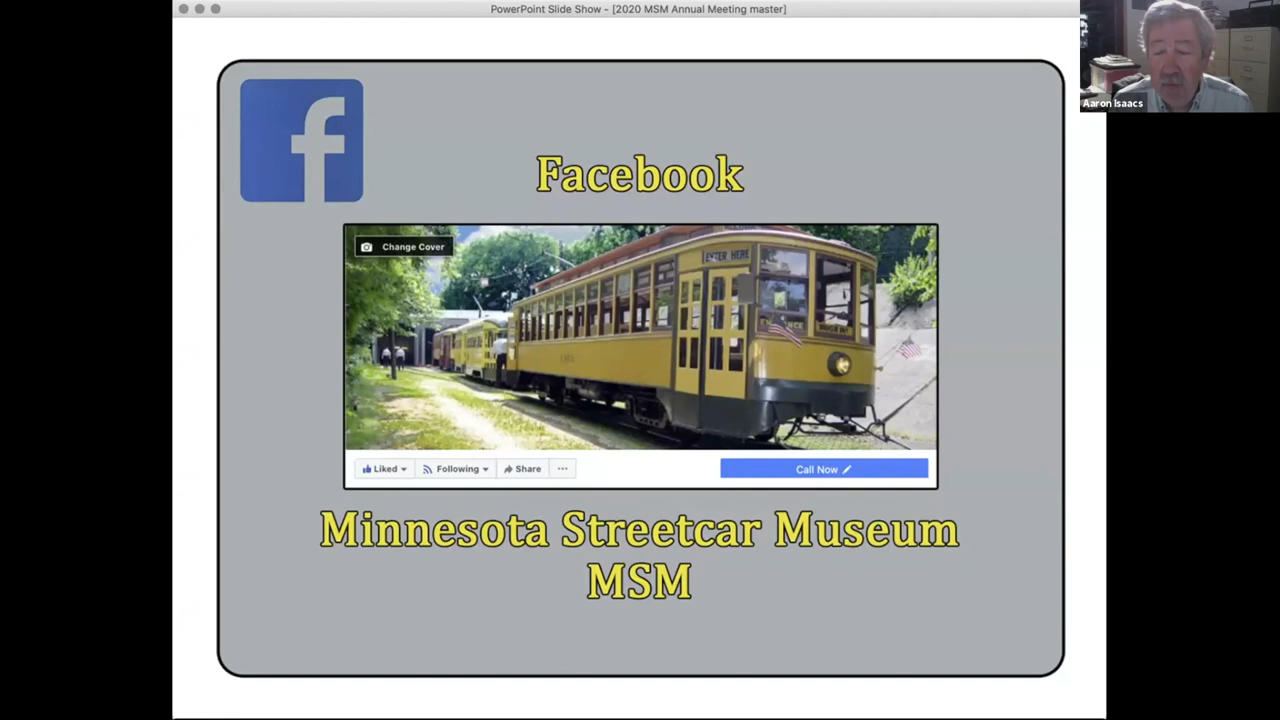 PowerPoint Slide Show - [2020 MSM Annual Meeting master]
Aaron Isaacs
f
Facebook
Change Cover
ENTER HERE
Liked
Following
Share
Call Now
Minnesota Streetcar Museum
MSM